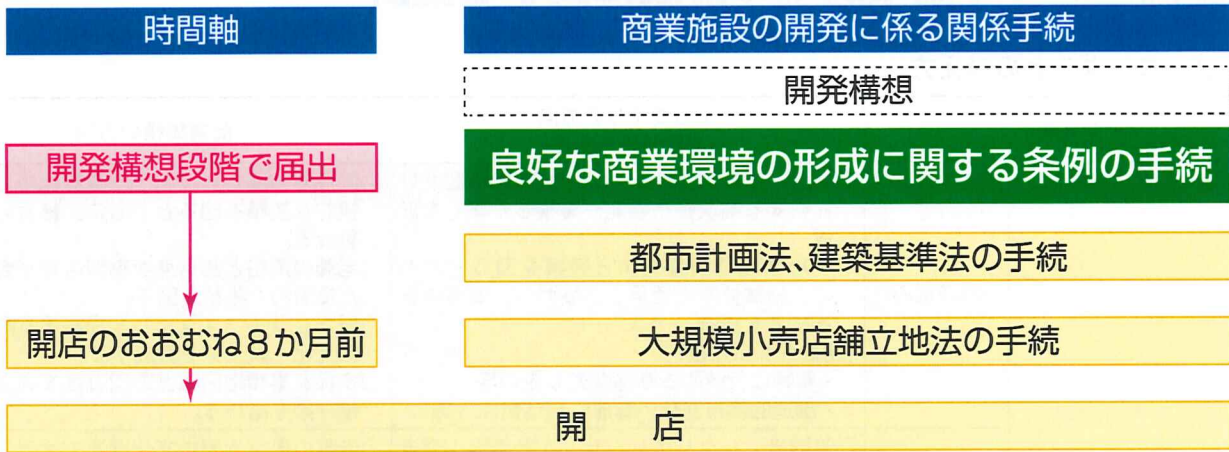 時間軸
商業施設の開発に係る関係手続
開発構想
開発構想段階で届出
良好な商業環境の形成に関する条例の手続
都市計画法、建築基準法の手続
開店のおおむね8か月前
大規模小売店舗立地法の手続
開　店